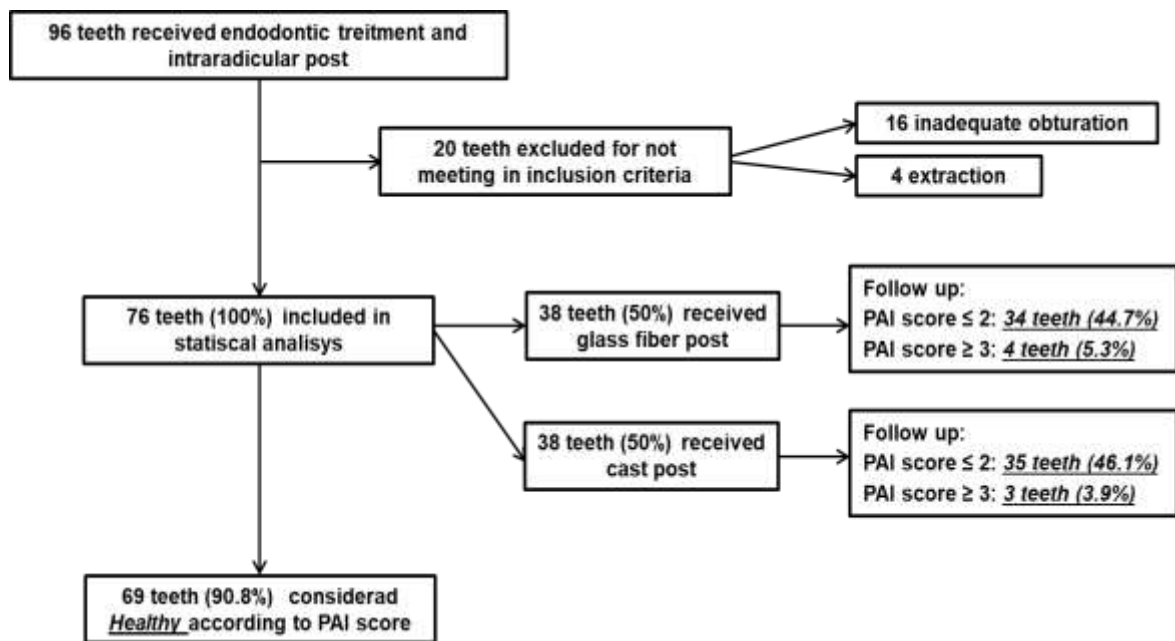 96 teeth received endodontic treitment and
intraradicular post
20 teeth excluded for not
meeting in inclusion criteria
16 inadequate obturation
4 extraction
76 teeth (100%) included in
statiscal analisys
38 teeth (50%) received
glass fiber post
Follow up:
PAI score ≤ 2: 34 teeth (44.7%)
PAI score ≥ 3: 4 teeth (5.3%)
38 teeth (50%) received
cast post
Follow up:
PAI score ≤ 2: 35 teeth (46.1%)
PAI score ≥ 3: 3 teeth (3.9%)
69 teeth (90.8%) considerad
Healthy according to PAI score